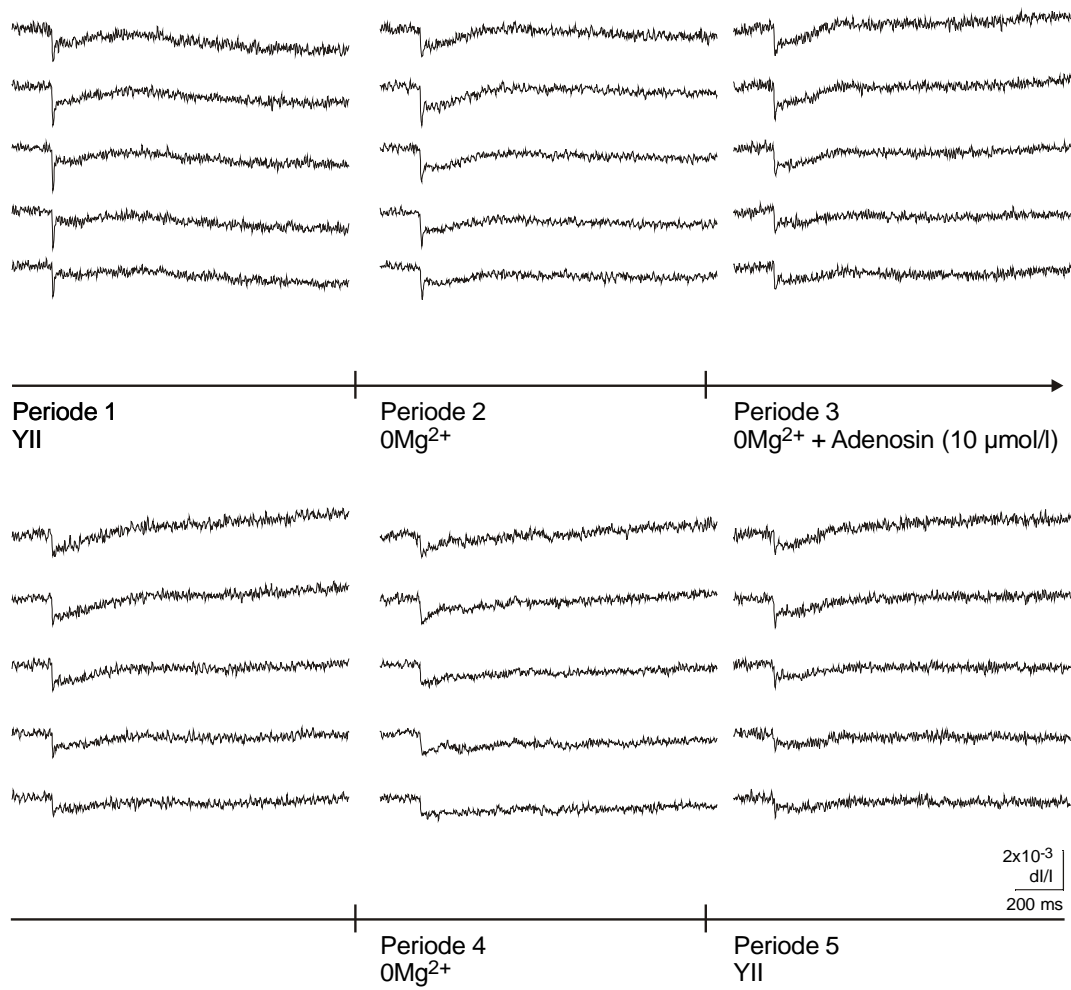 Periode 1
YII
Periode 2
0Mg2+
Periode 3
0Mg2+ + Adenosin (10 µmol/l)
2x10-3
dI/I
200 ms
Periode 4
0Mg2+
Periode 5
YII